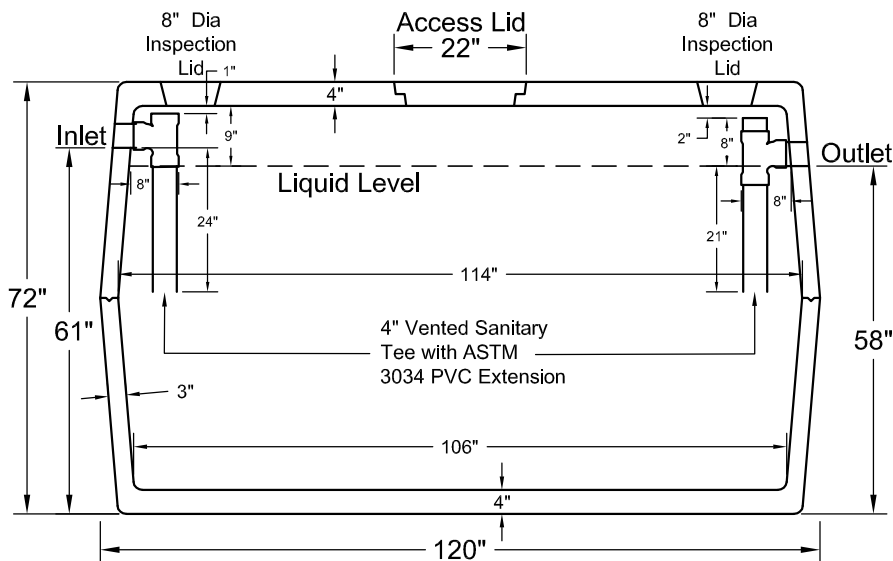 8" Dia
Inspection
Lid
Access Lid
22"
8" Dia
Inspection
Lid
1"
4"
9"
2"
8"
Inlet
Outlet
8"
Liquid Level
8"
24"
21"
114"
72"
61"
58"
4" Vented Sanitary
Tee with ASTM
3034 PVC Extension
3"
106"
4"
120"